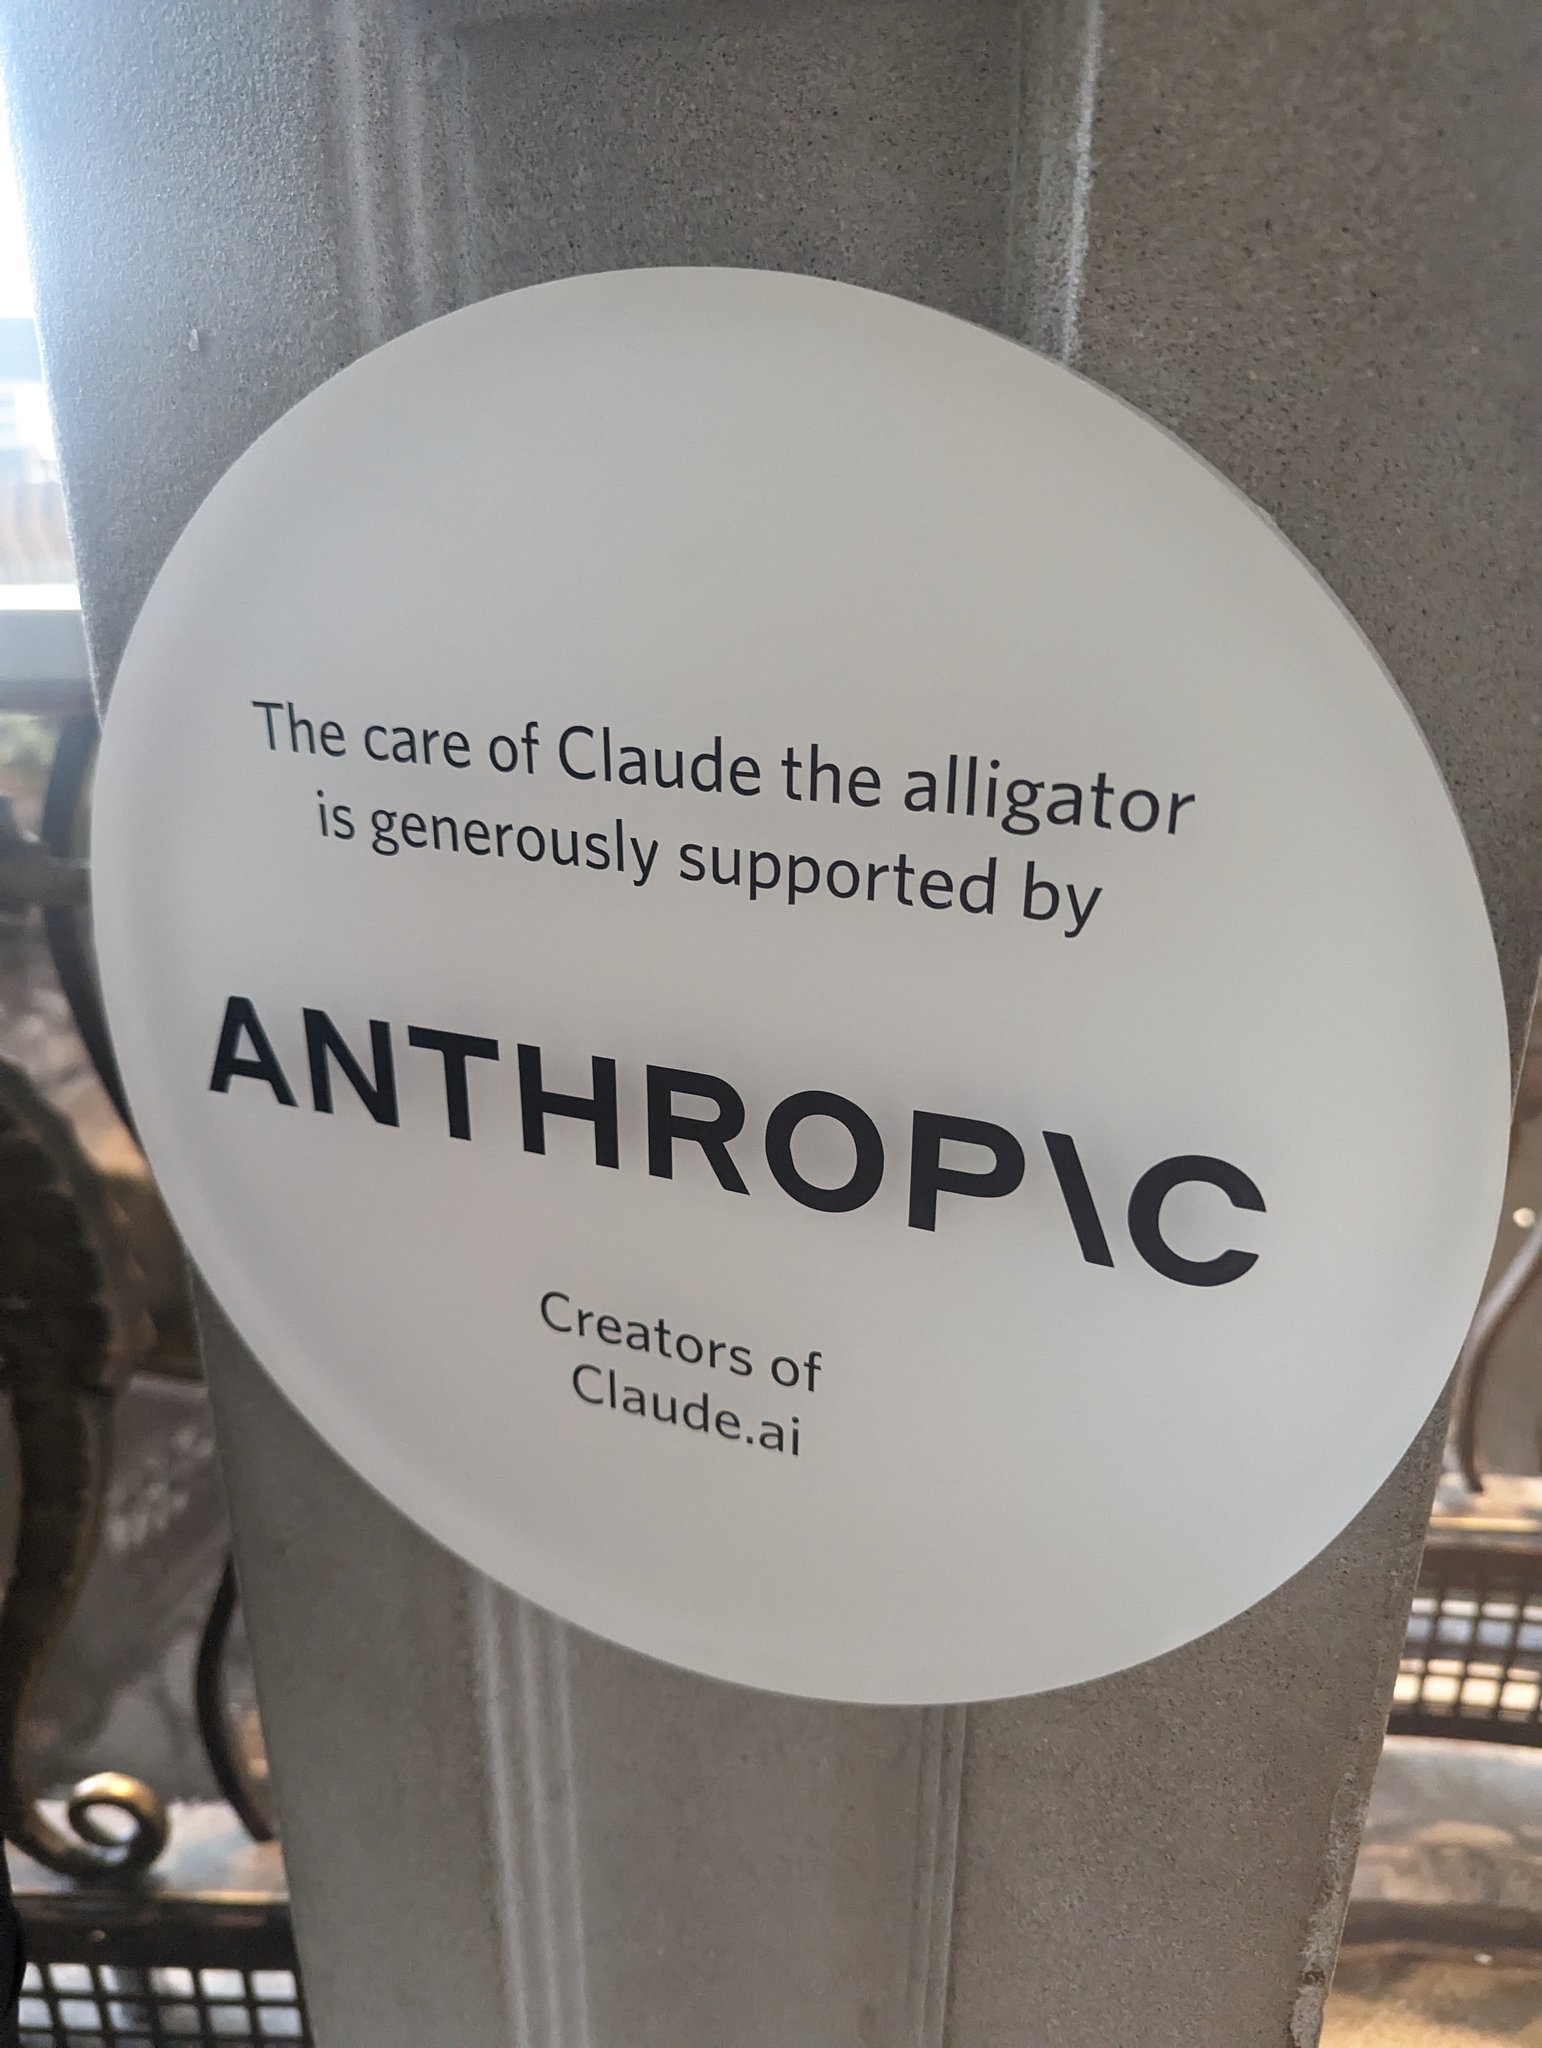 The care of Claude the alligator
is generously supported by
ANTHROP\C
Creators of
Claude.ai